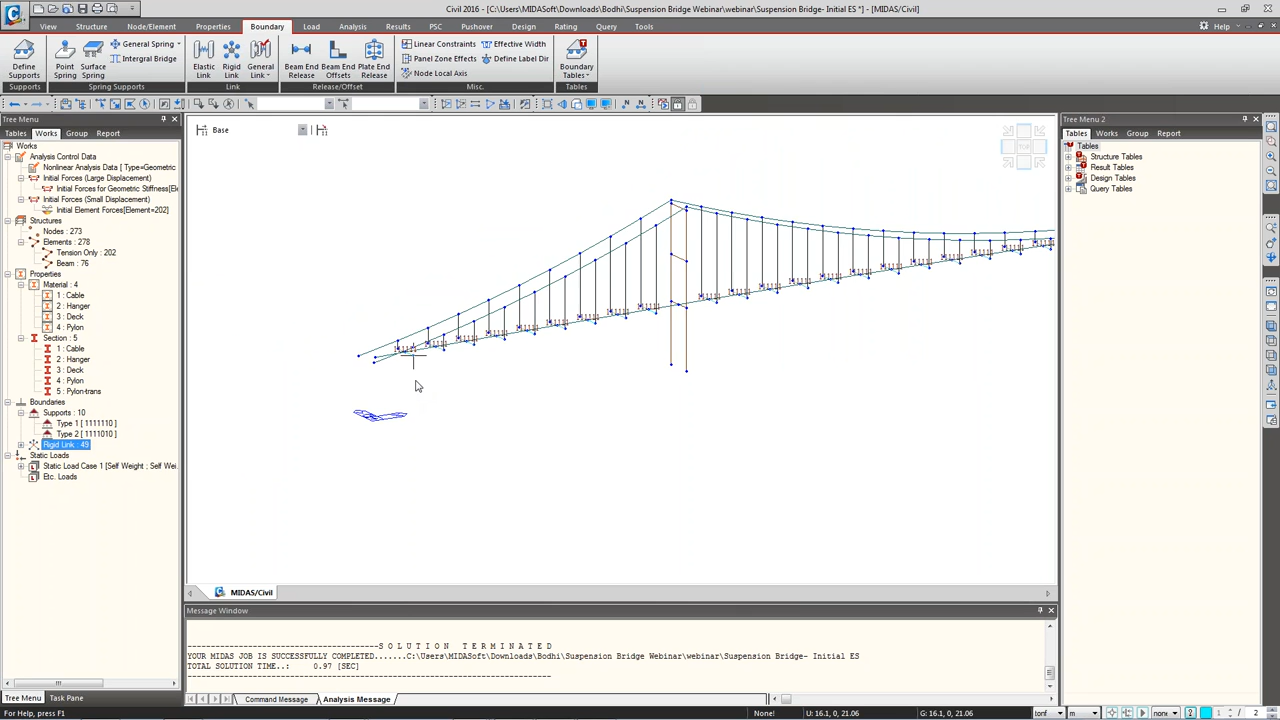 Civil 2016 - [C:\Users\MIDASoft\Downloads\Bodhi\Suspension Bridge Webinar\webinar\Suspension Bridge- Initial ES *] - [MIDAS/Civil]
View Structure Node/Element Properties Boundary Load Analysis Results PSC Pushover Design Rating Query Tools Help
Define Supports
Point Spring
Surface Spring
General Spring
Intergral Bridge
Elastic Link
Rigid Link
General Link
Beam End Release
Beam End Offsets
Plate End Release
Linear Constraints
Effective Width
Panel Zone Effects
Define Label Dir
Node Local Axis
Boundary Tables
Supports Spring Supports Link Release/Offset Misc. Tables
Tree Menu
Tables Works Group Report
Works
Analysis Control Data
Nonlinear Analysis Data [ Type=Geometric
Initial Forces (Large Displacement)
Initial Forces for Geometric Stiffness[El
Initial Forces (Small Displacement)
Initial Element Forces[Element=202]
Structures
Nodes : 273
Elements : 278
Tension Only : 202
Beam : 76
Properties
Material : 4
1 : Cable
2 : Hanger
3 : Deck
4 : Pylon
Section : 5
1 : Cable
2 : Hanger
3 : Deck
4 : Pylon
5 : Pylon-trans
Boundaries
Supports : 10
Type 1 [ 1111110 ]
Type 2 [ 1111010 ]
Rigid Link : 49
Static Loads
Static Load Case 1 [Self Weight ; Self Wei
Etc. Loads
Tree Menu Task Pane
Base
TOP
MIDAS/Civil
Message Window
S O L U T I O N T E R M I N A T E D
YOUR MIDAS JOB IS SUCCESSFULLY COMPLETED......C:\Users\MIDASoft\Downloads\Bodhi\Suspension Bridge Webinar\webinar\Suspension Bridge- Initial ES
TOTAL SOLUTION TIME..: 0.97 [SEC]
Command Message Analysis Message
Tree Menu 2
Tables Works Group Report
Tables
Structure Tables
Result Tables
Design Tables
Query Tables
For Help, press F1
None! U: 16.1, 0, 21.06 G: 16.1, 0, 21.06 tonf m non 1 / 2